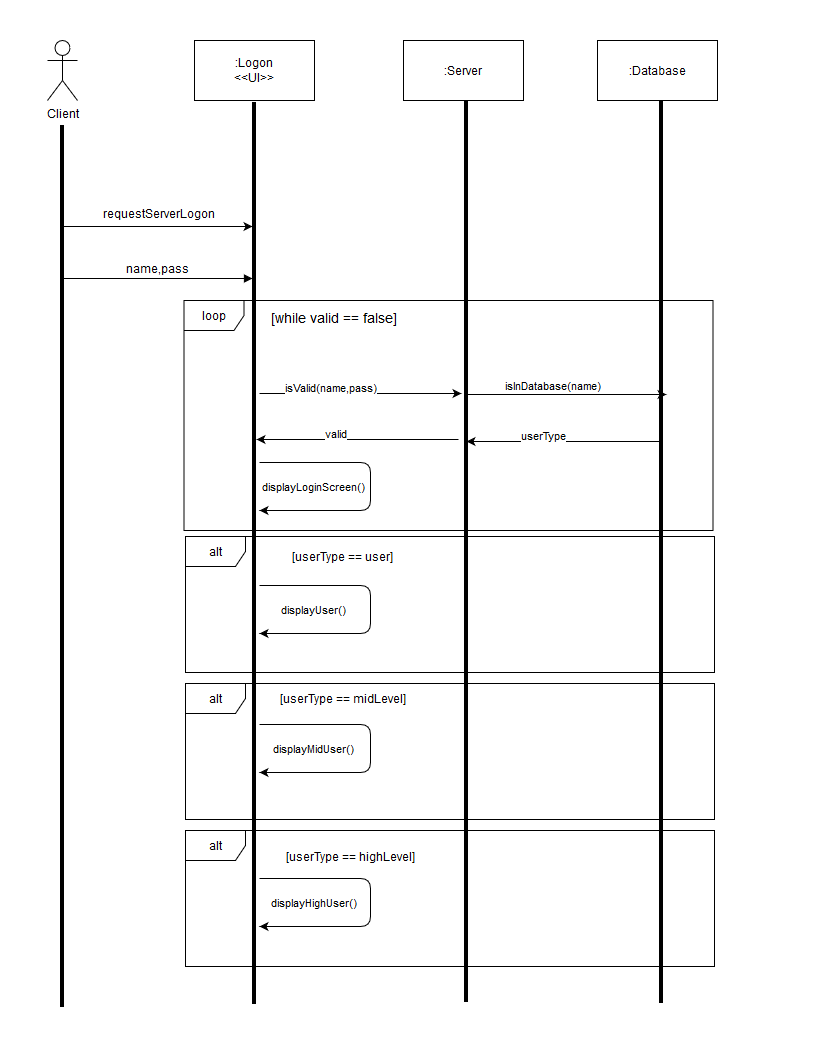 :Logon
<<UI>>
:Server
:Database
Client
requestServerLogon
name,pass
loop
[while valid == false]
isValid(name,pass)
isInDatabase(name)
valid
userType
displayLoginScreen()
alt
[userType == user]
displayUser()
alt
[userType == midLevel]
displayMidUser()
alt
[userType == highLevel]
displayHighUser()